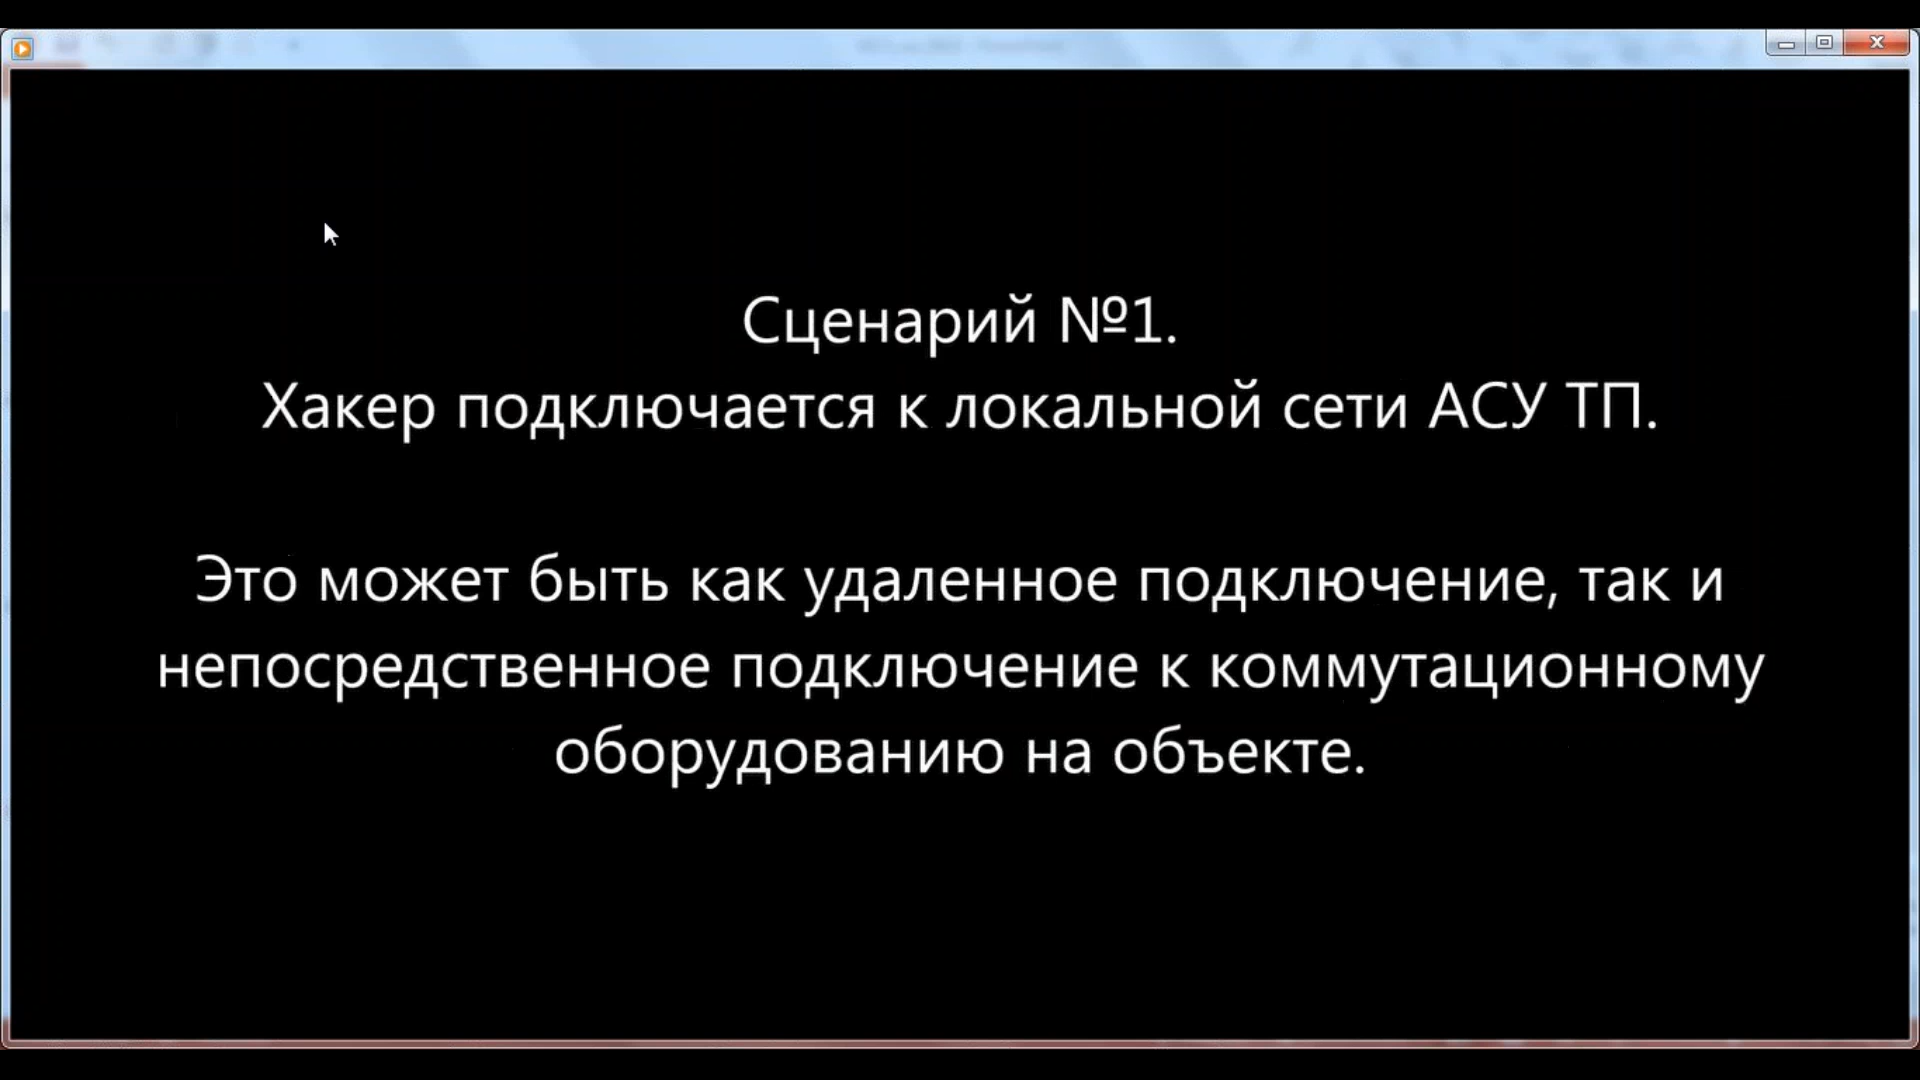 Сценарий №1.
Хакер подключается к локальной сети АСУ ТП.
Это может быть как удаленное подключение, так и
непосредственное подключение к коммутационному
оборудованию на объекте.